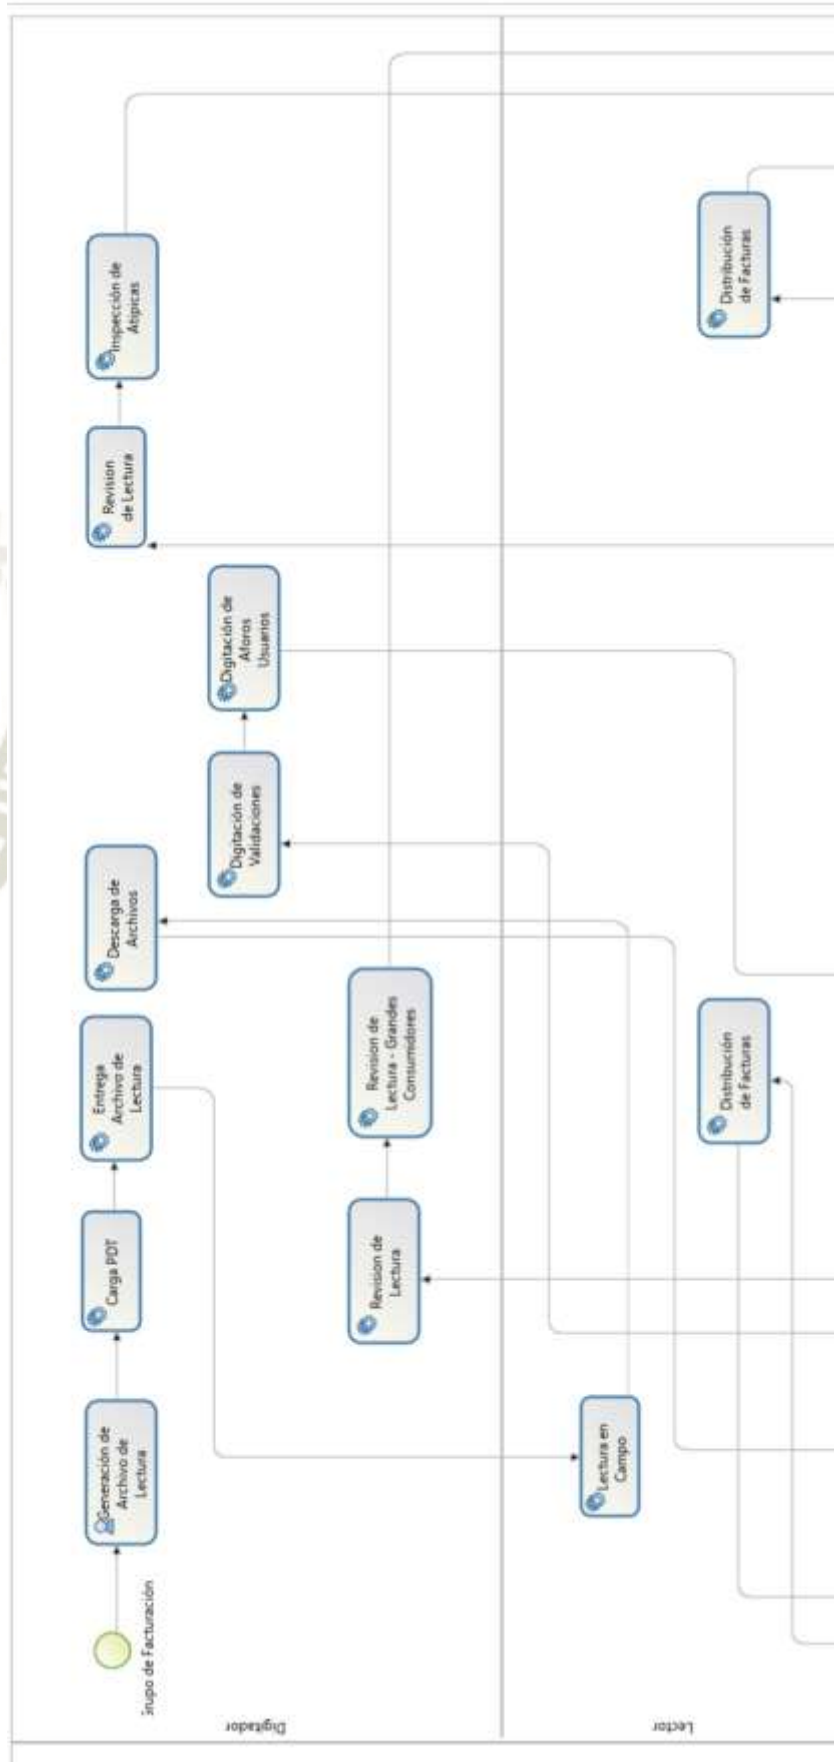 Grupo de Facturación
Generación de
Archivo de
Lectura
Carga PDT
Entrega
Archivo de
Lectura
Descarga de
Archivos
Revision
de Lectura
Inspección de
Atipicas
Digitación de
Validaciones
Digitación de
Aforos
Usuarios
Revision de
Lectura
Revision de
Lectura - Grandes
Consumidores
Digitador
Lectura en
Campo
Distribución
de Facturas
Distribución
de Facturas
Lector